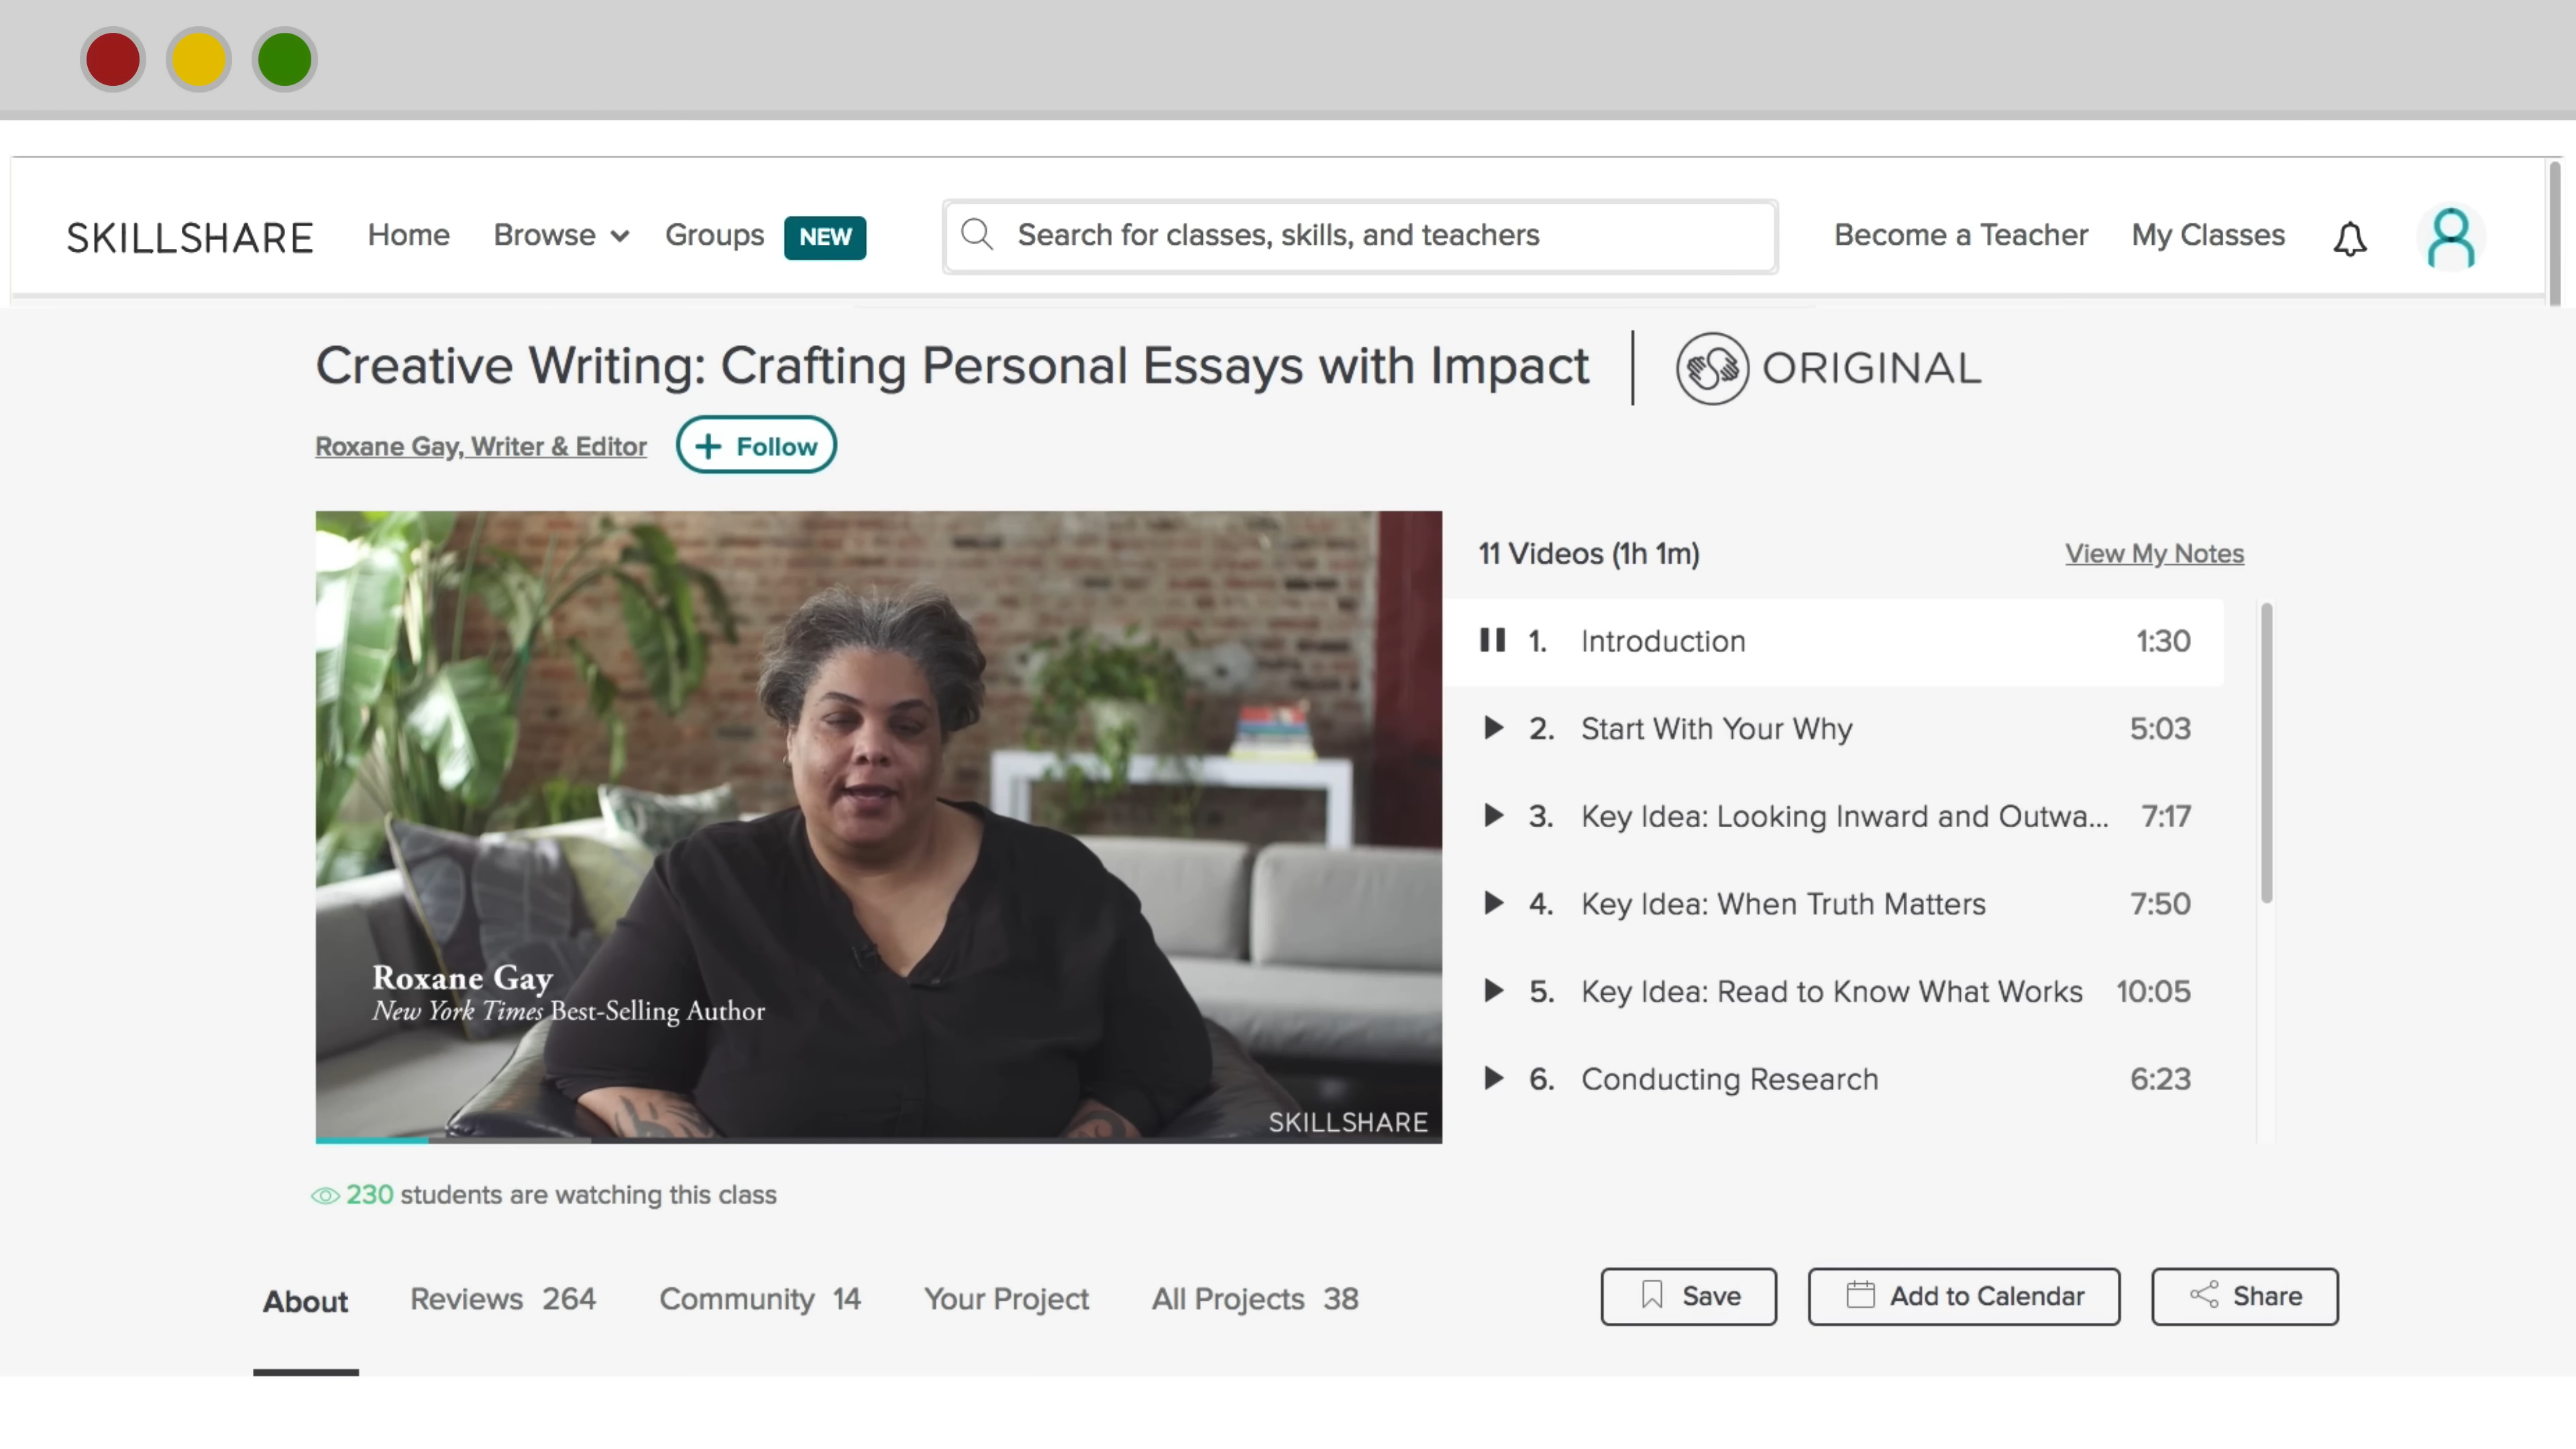 SKILLSHARE Home Browse Groups NEW Search for classes, skills, and teachers Become a Teacher My Classes
Creative Writing: Crafting Personal Essays with Impact ORIGINAL
Roxane Gay, Writer & Editor + Follow
11 Videos (1h 1m) View My Notes
1. Introduction 1:30
2. Start With Your Why 5:03
3. Key Idea: Looking Inward and Outwa... 7:17
4. Key Idea: When Truth Matters 7:50
5. Key Idea: Read to Know What Works 10:05
6. Conducting Research 6:23
Roxane Gay
New York Times Best-Selling Author
SKILLSHARE
230 students are watching this class
About Reviews 264 Community 14 Your Project All Projects 38 Save Add to Calendar Share